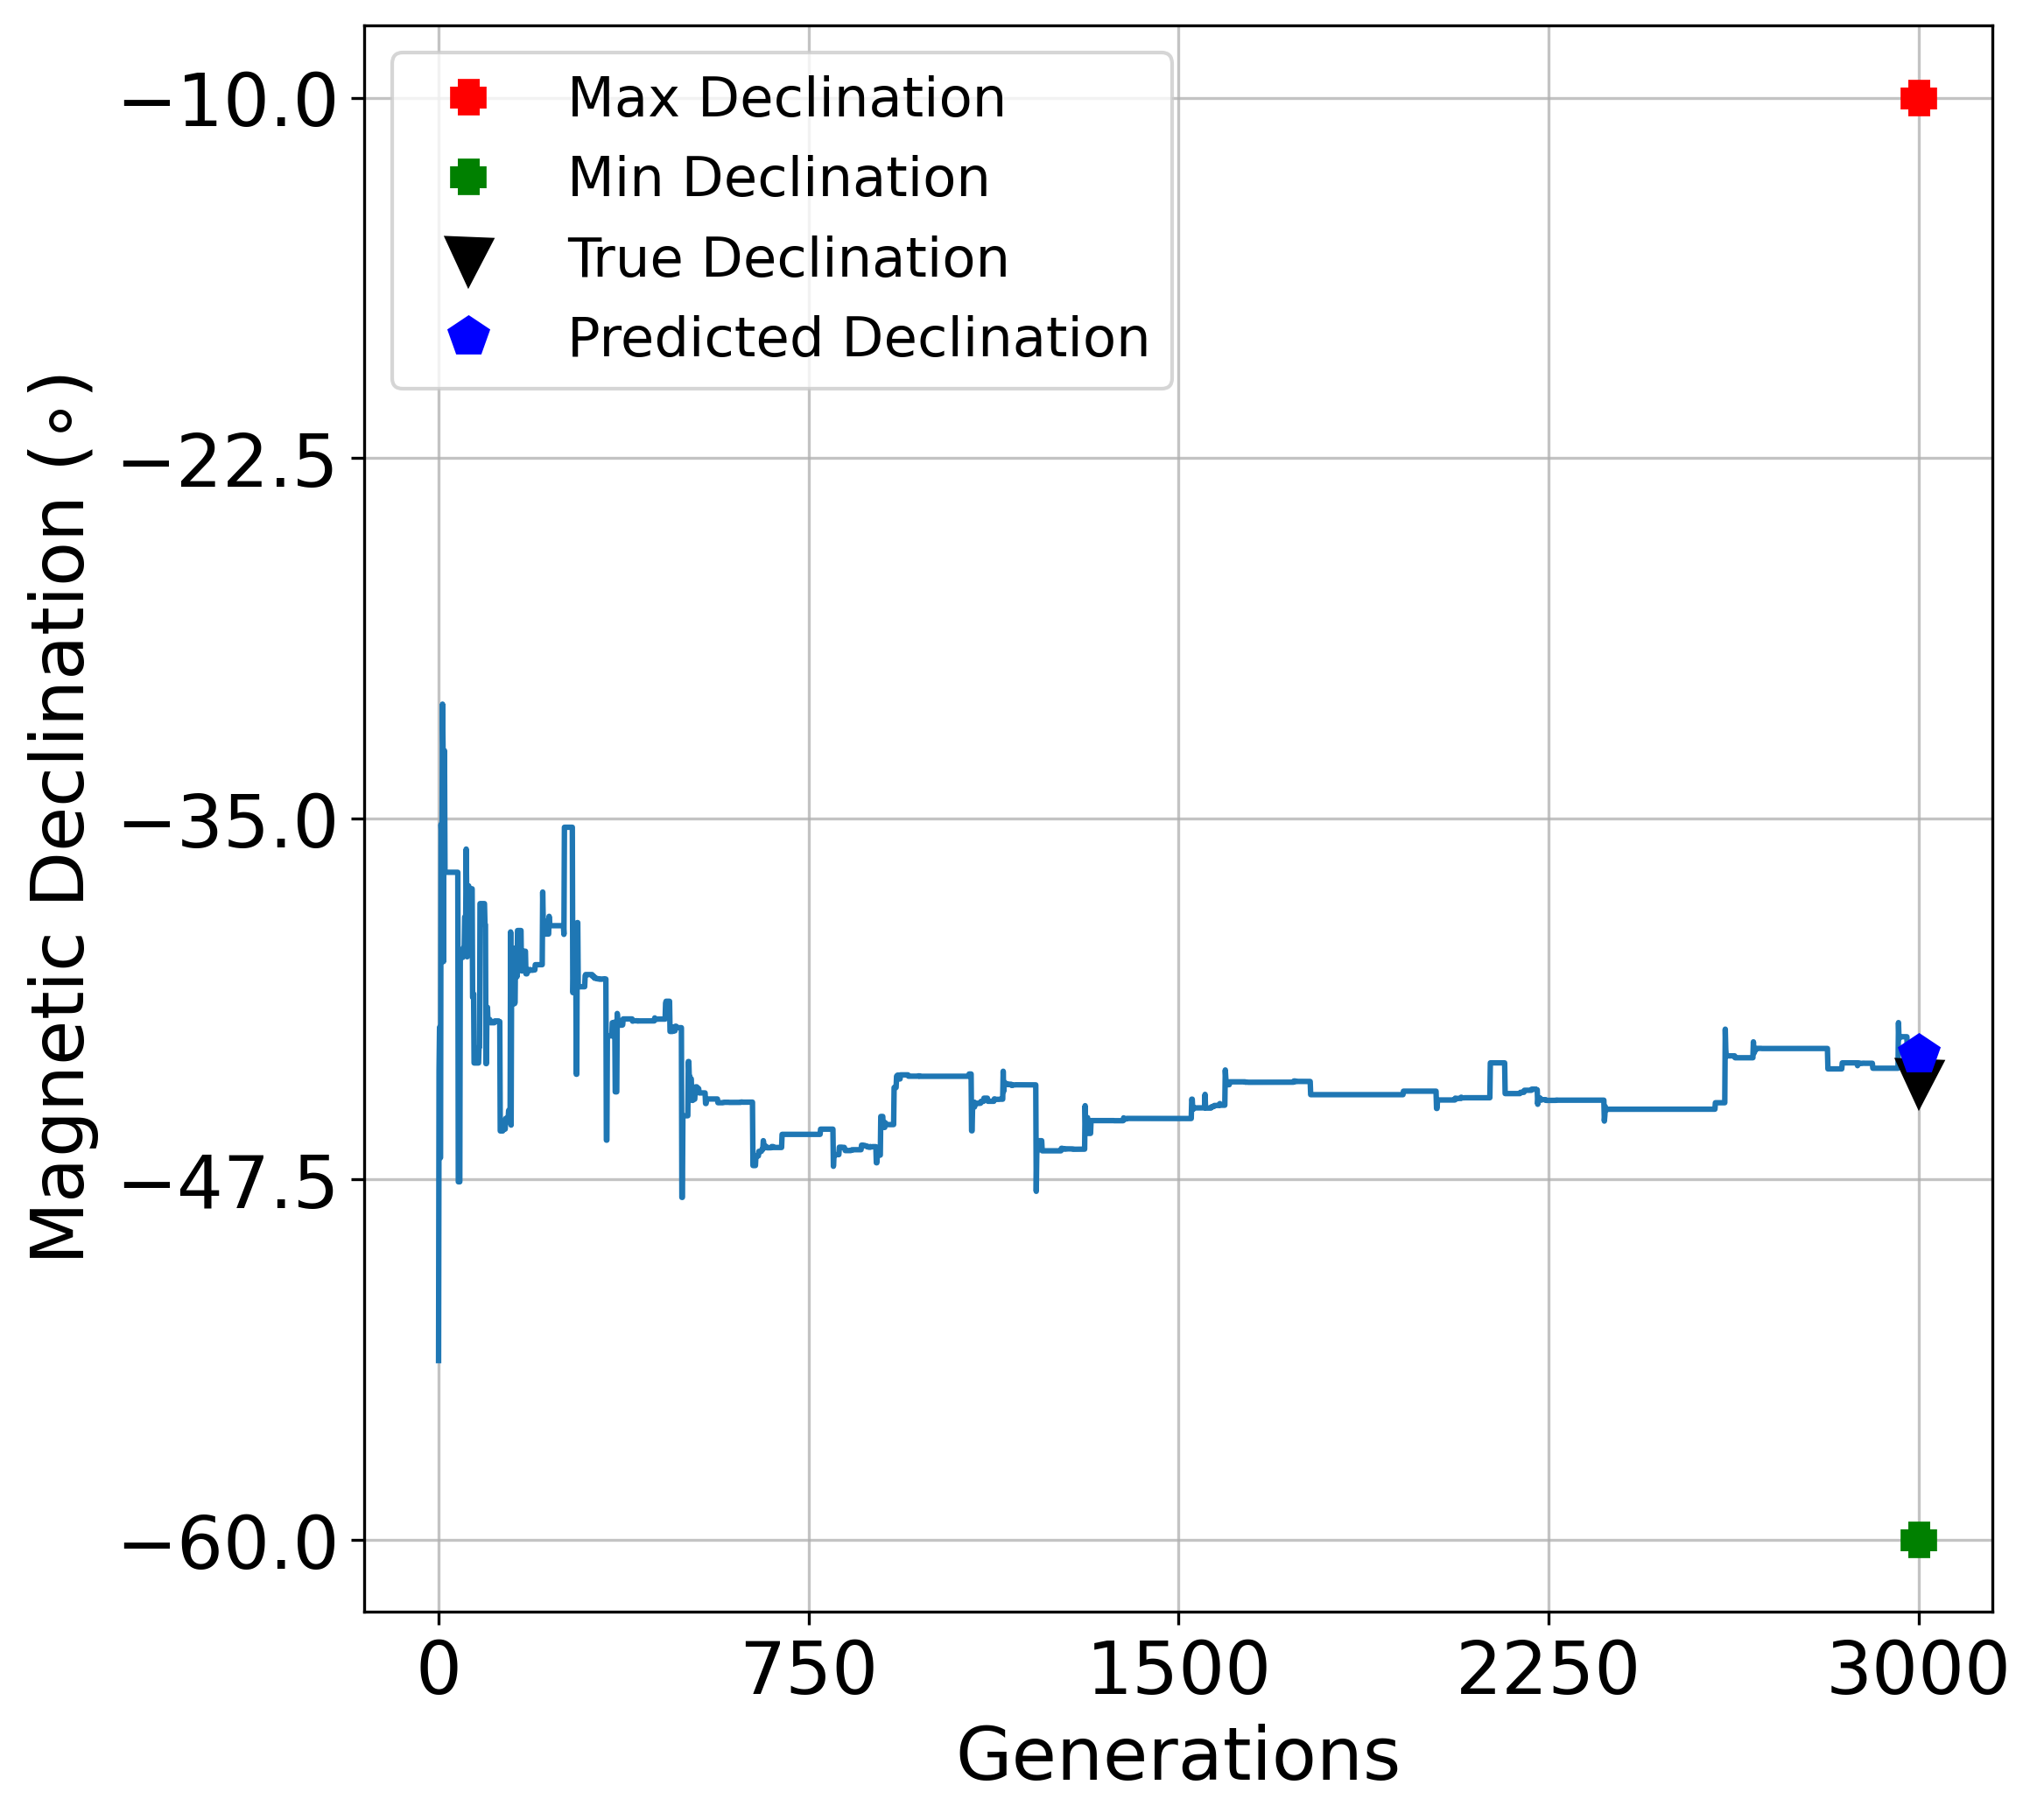 Magnetic Declination (∘)
−10.0
−22.5
−35.0
−47.5
−60.0
Max Declination
Min Declination
True Declination
Predicted Declination
0
750
1500
2250
3000
Generations